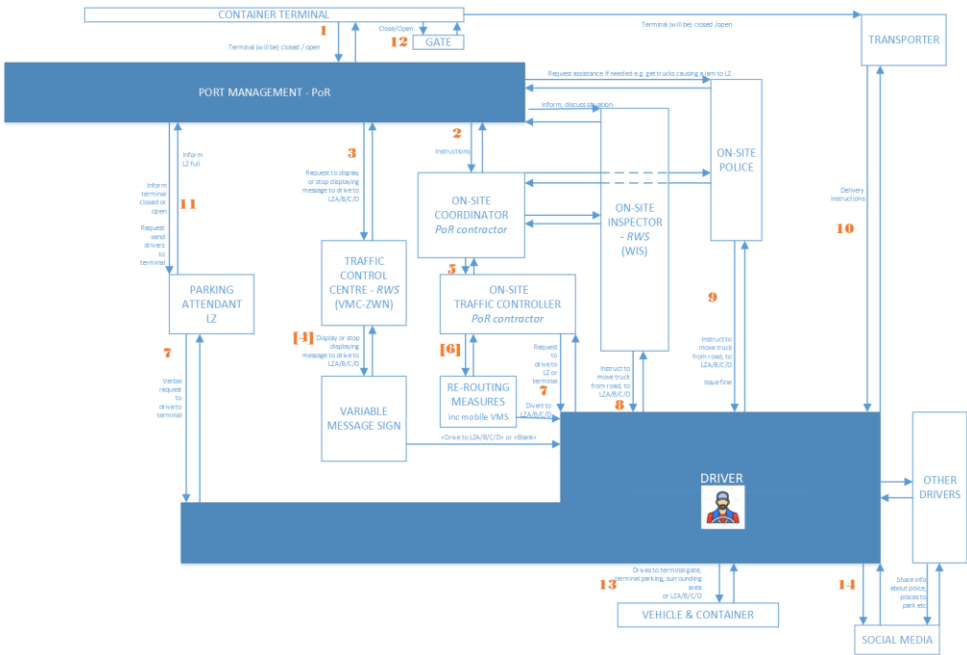 CONTAINER TERMINAL
1
Terminal (will be) closed / open
Close/Open
12
GATE
Terminal (will be) closed /open
TRANSPORTER
PORT MANAGEMENT - PoR
Request assistance if needed e.g. get trucks causing a jam to LZ
Inform, discuss situation
ON-SITE
POLICE
2
Instructions
3
Request to display
or stop displaying
message to drive to
LZA/B/C/D
Inform
LZ full
11
Inform
terminal
closed or
open
Request
send
drivers
to
terminal
ON-SITE
COORDINATOR
PoR contractor
ON-SITE
INSPECTOR
- RWS
(WIS)
Delivery
instructions
10
5
TRAFFIC
CONTROL
CENTRE - RWS
(VMC-ZWN)
ON-SITE
TRAFFIC CONTROLLER
PoR contractor
PARKING
ATTENDANT
LZ
9
7
Verbal
request
to
drive to
terminal
[4]
Display or stop
displaying
message to drive to
LZA/B/C/D
[6]
Request
to
drive to
LZ or
terminal
7
Instruct to
move truck
from road, to
LZA/B/C/D
8
Instruct to
move truck
from road, to
LZA/B/C/D
Issue fine
VARIABLE
MESSAGE SIGN
RE-ROUTING
MEASURES
inc mobile VMS
Divert to
LZA/B/C/D
«Drive to LZA/B/C/D» or «Blank»
DRIVER
OTHER
DRIVERS
13
Drives to terminal gate,
terminal parking, surrounding
area
or LZA/B/C/D
14
Share info
about police,
places to
park etc
VEHICLE & CONTAINER
SOCIAL MEDIA